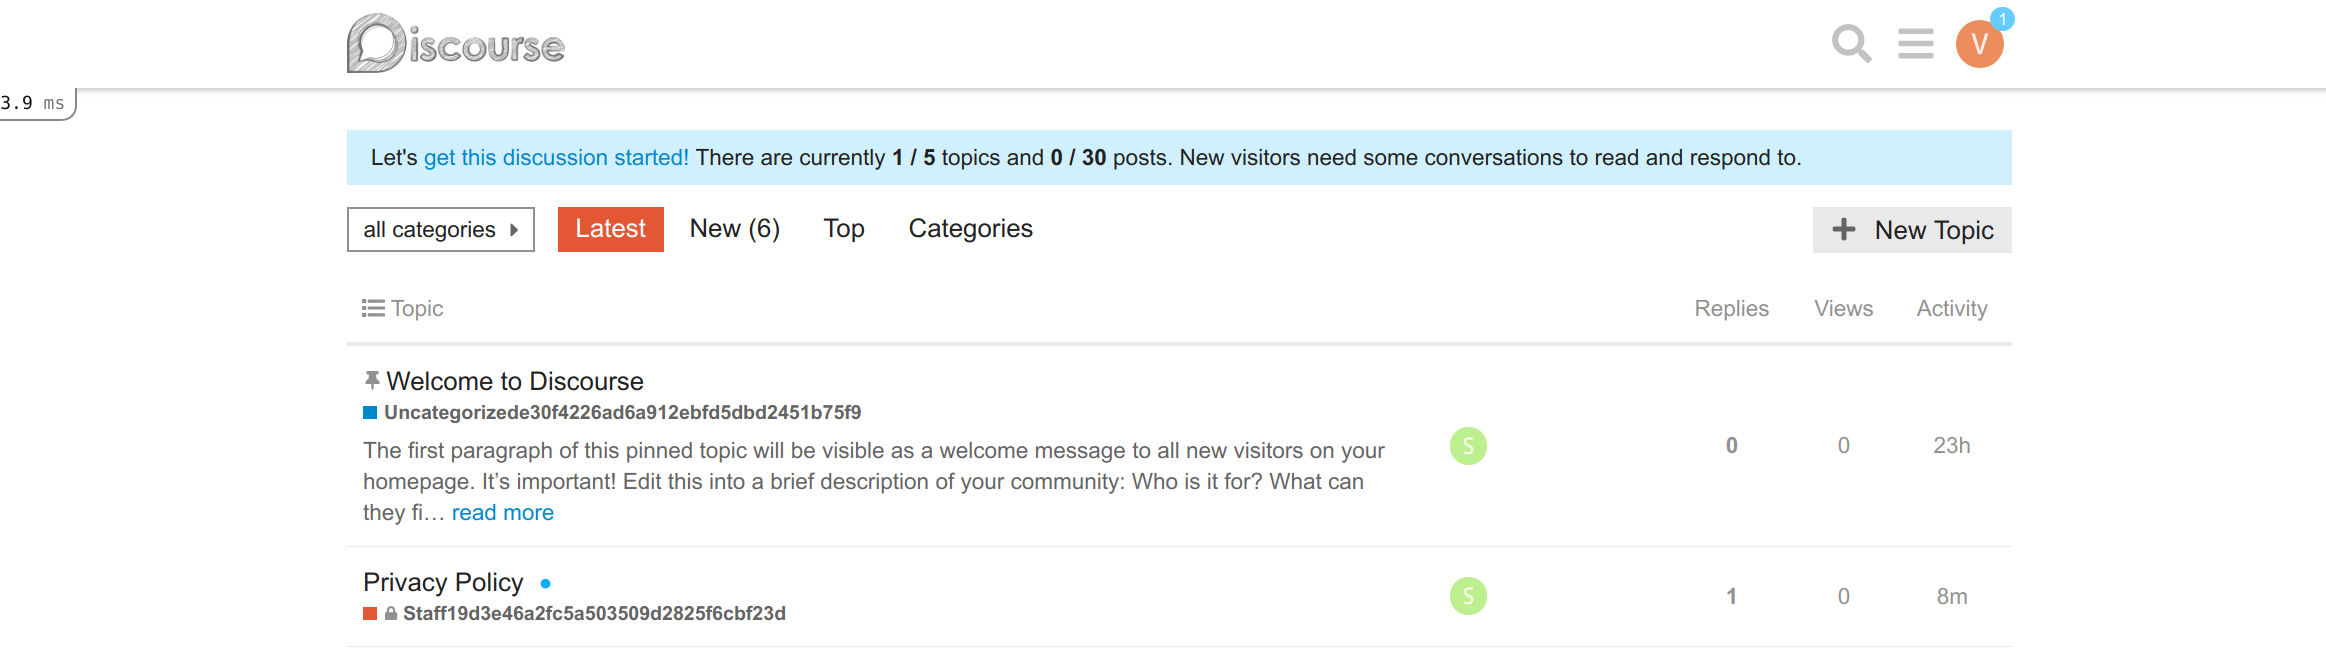 Discourse
V
1
3.9 ms
Let's get this discussion started! There are currently 1 / 5 topics and 0 / 30 posts. New visitors need some conversations to read and respond to.
all categories
Latest
New (6)
Top
Categories
New Topic
Topic
Replies
Views
Activity
Welcome to Discourse
Uncategorizede30f4226ad6a912ebfd5dbd2451b75f9
The first paragraph of this pinned topic will be visible as a welcome message to all new visitors on your
homepage. It’s important! Edit this into a brief description of your community: Who is it for? What can
they fi… read more
S
0
0
23h
Privacy Policy
Staff19d3e46a2fc5a503509d2825f6cbf23d
S
1
0
8m